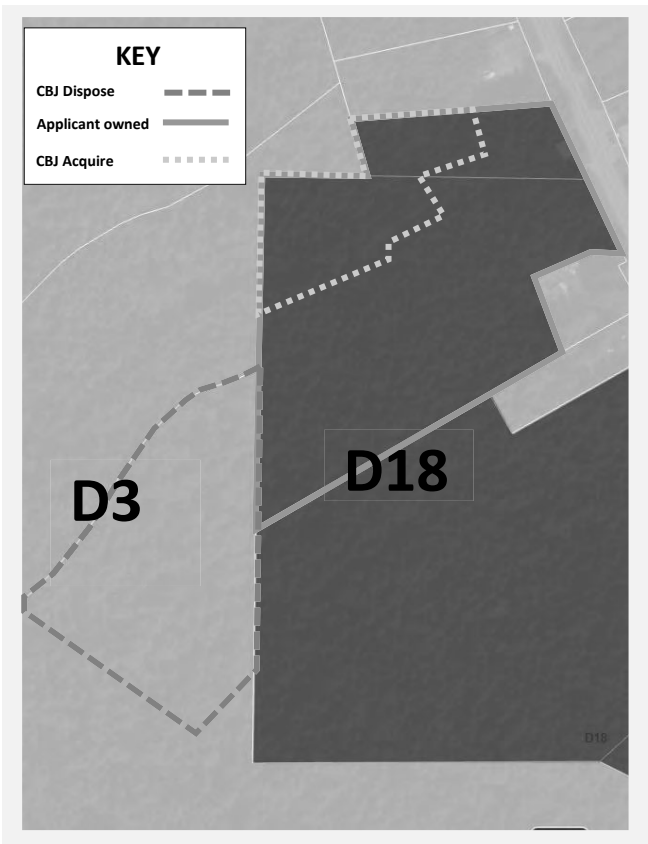 KEY
CBJ Dispose
Applicant owned
CBJ Acquire
D18
D3
D18